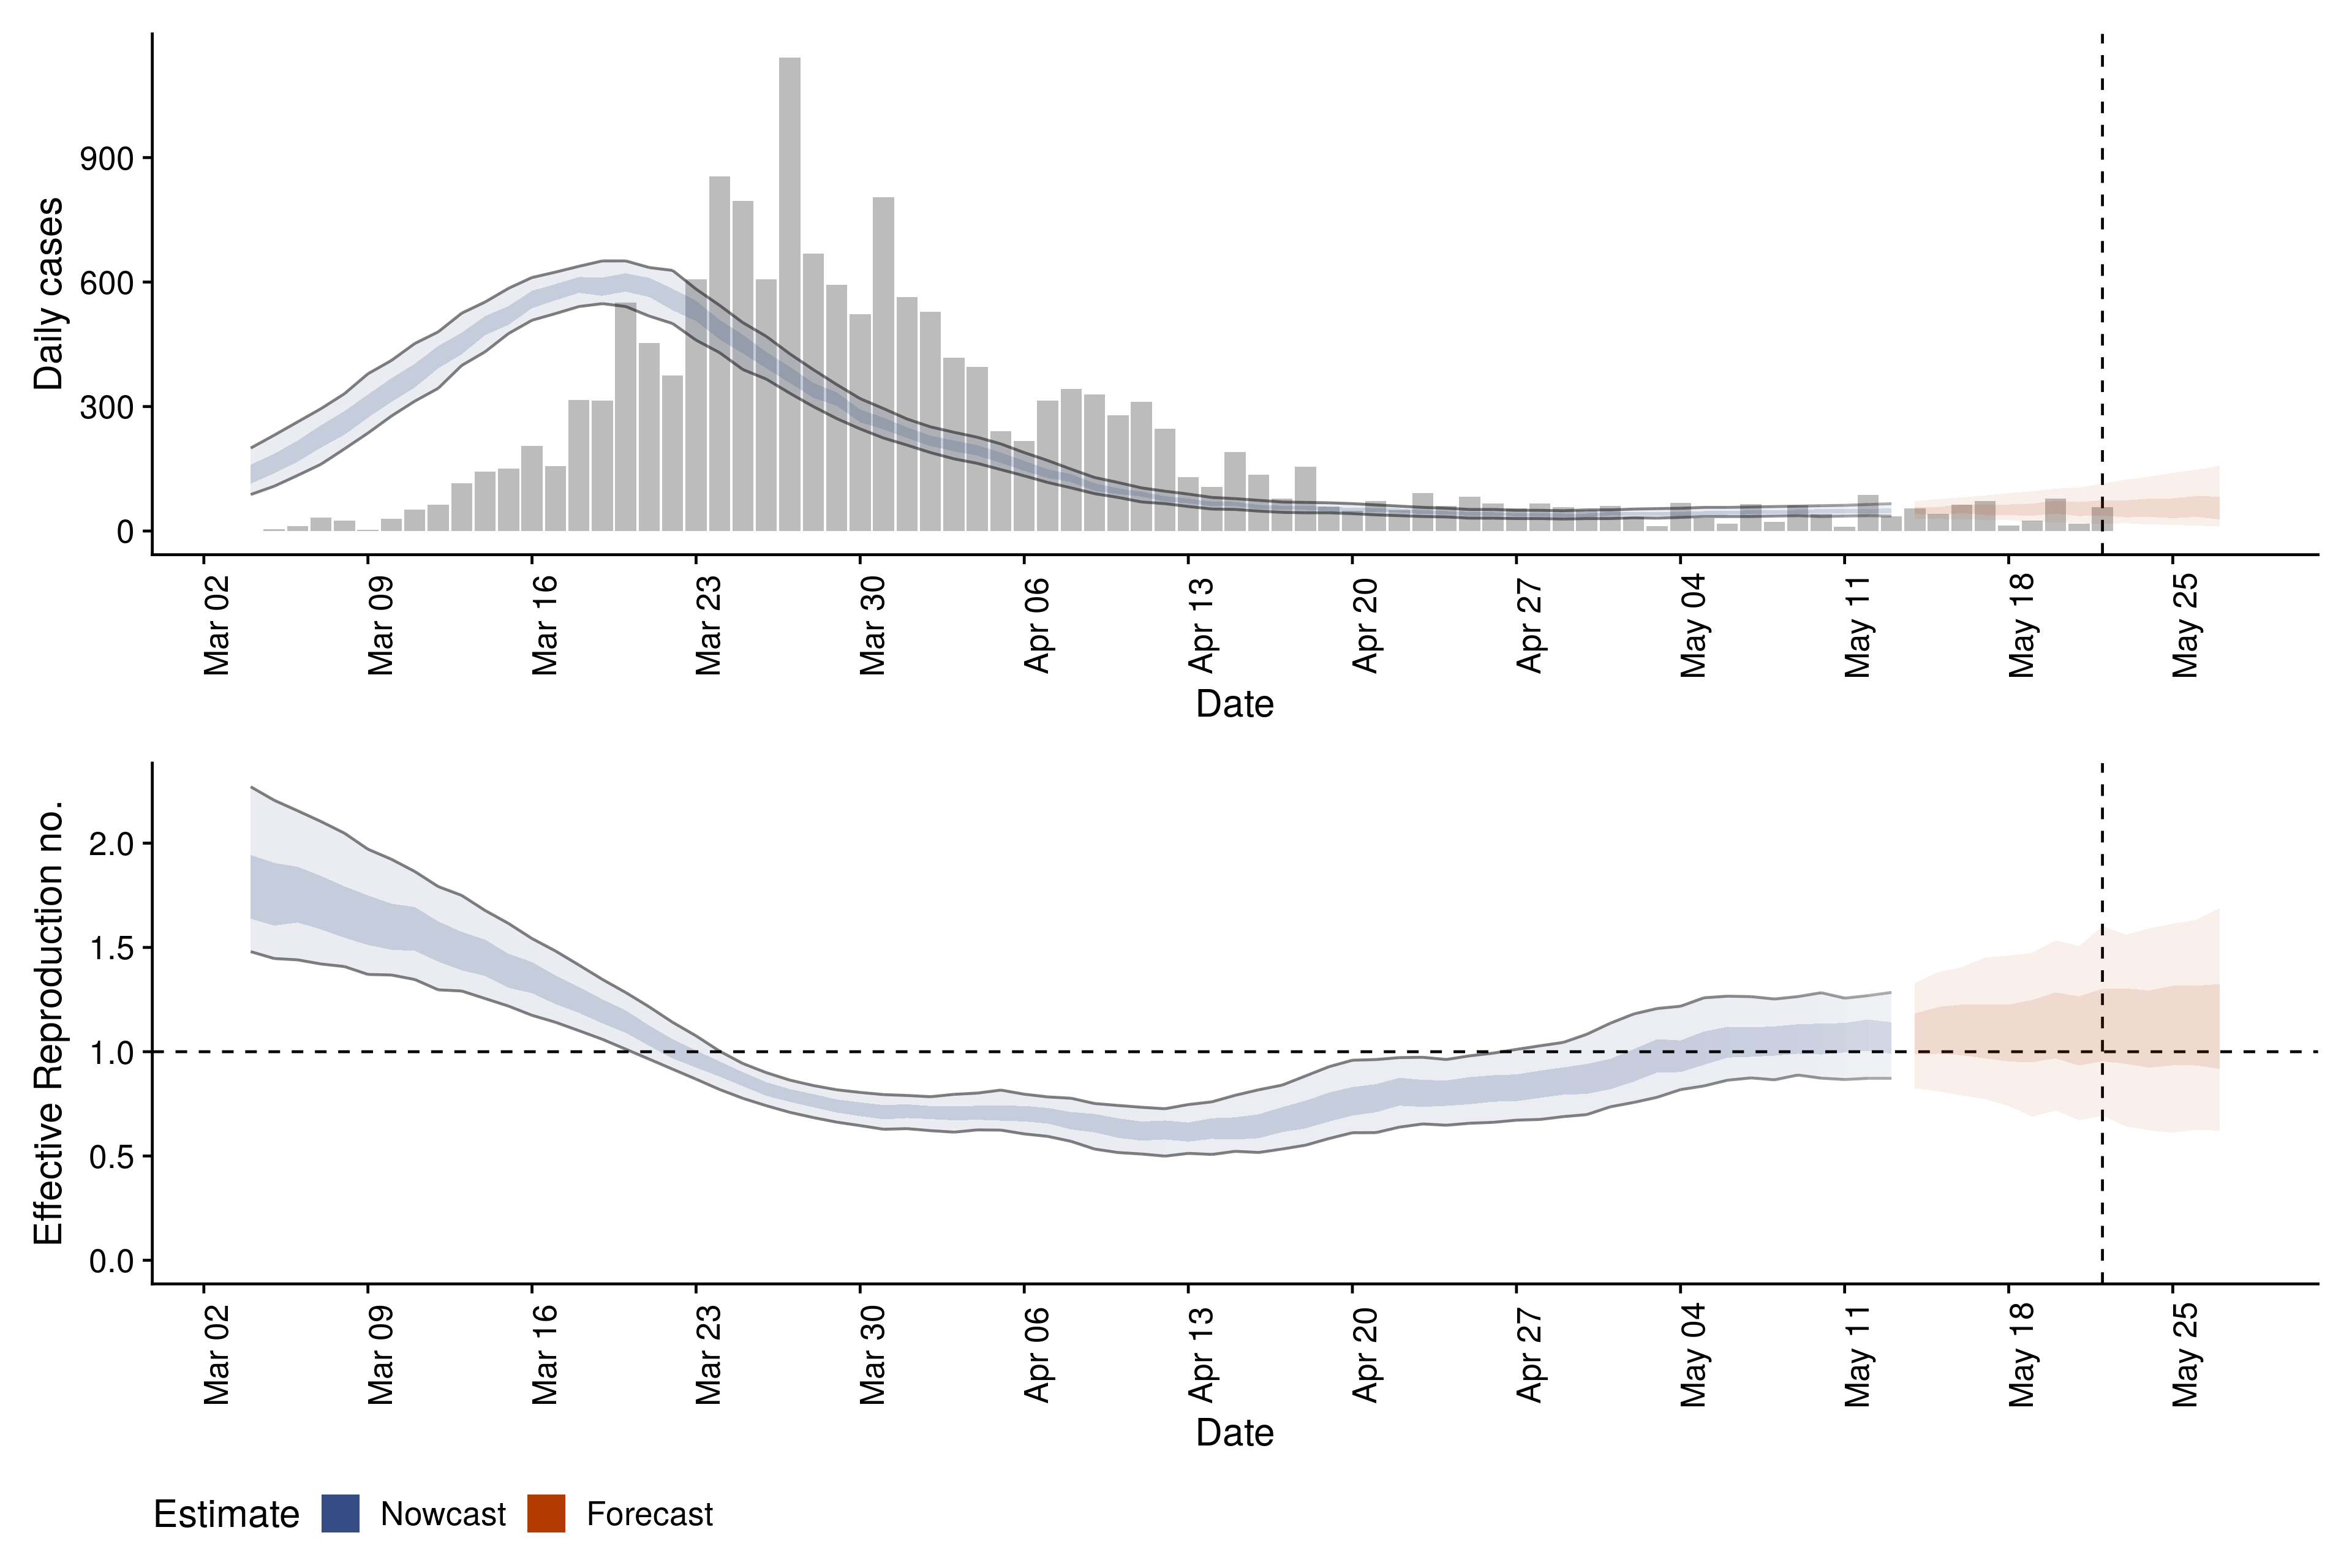 Daily cases
900
600
300
0
Mar 02 Mar 09 Mar 16 Mar 23 Mar 30 Apr 06 Apr 13 Apr 20 Apr 27 May 04 May 11 May 18 May 25
Date
Effective Reproduction no.
2.0
1.5
1.0
0.5
0.0
Mar 02 Mar 09 Mar 16 Mar 23 Mar 30 Apr 06 Apr 13 Apr 20 Apr 27 May 04 May 11 May 18 May 25
Date
Estimate Nowcast Forecast